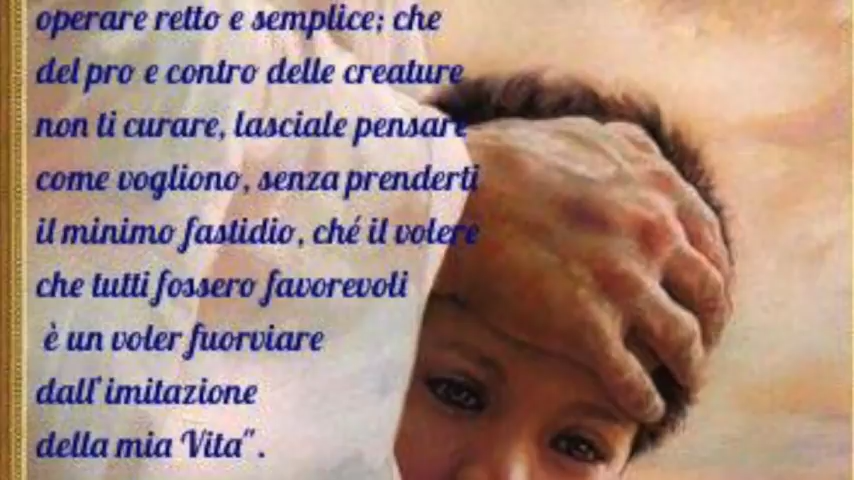 operare retto e semplice; che
del pro e contro delle creature
non ti curare, lasciale pensare
come vogliono, senza prenderti
il minimo fastidio, ché il volere
che tutti fossero favorevoli
è un voler fuorviare
dall'imitazione
della mia Vita".